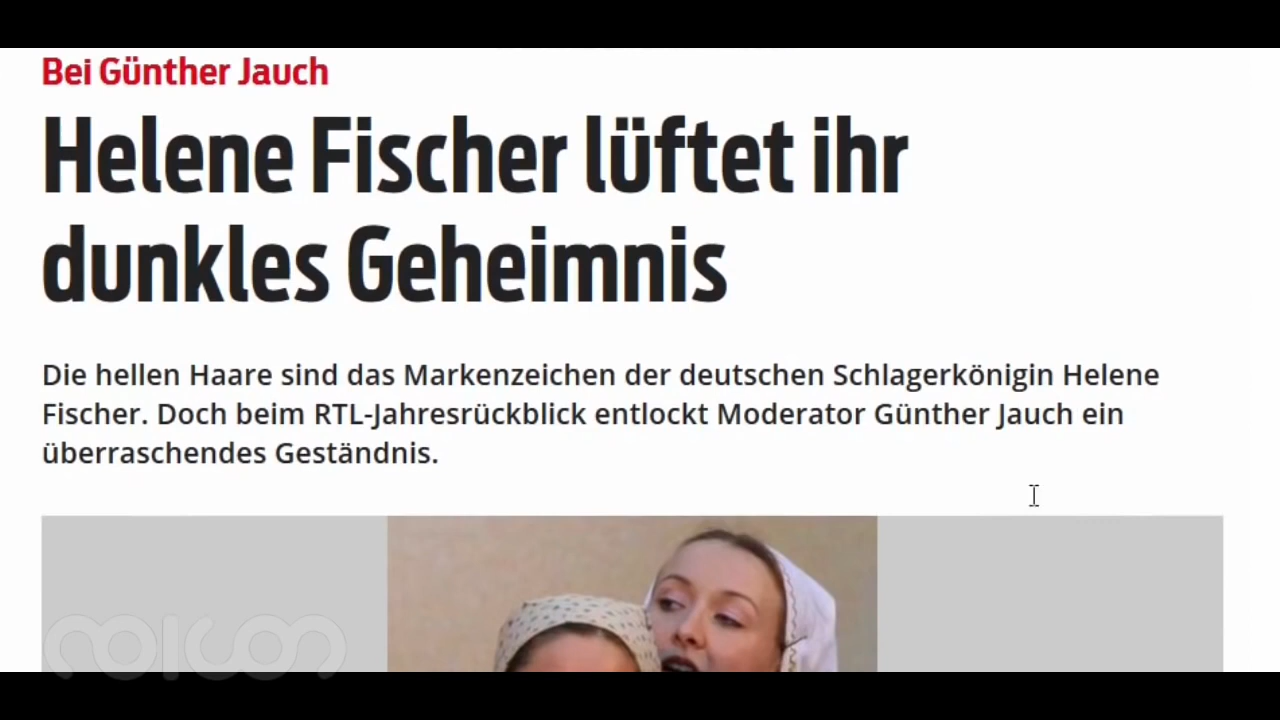 Bei Günther Jauch
Helene Fischer lüftet ihr
dunkles Geheimnis
Die hellen Haare sind das Markenzeichen der deutschen Schlagerkönigin Helene
Fischer. Doch beim RTL-Jahresrückblick entlockt Moderator Günther Jauch ein
überraschendes Geständnis.